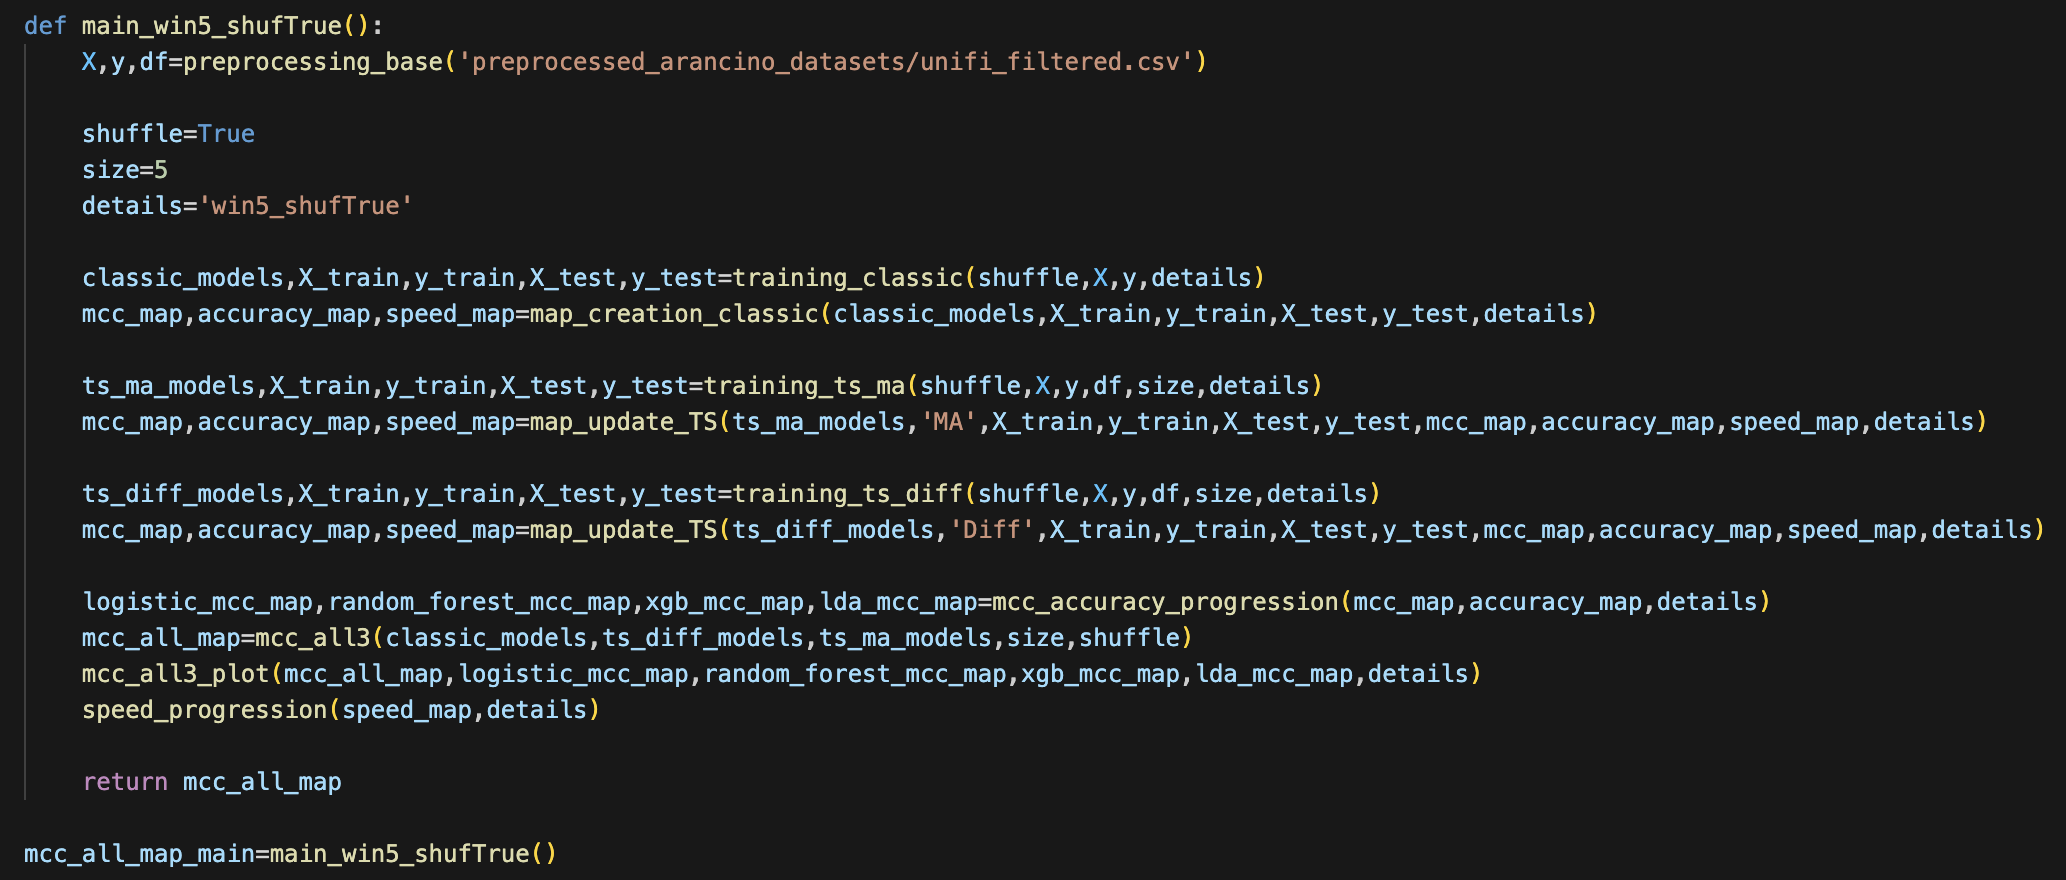 def main_win5_shufTrue():
    X,y,df=preprocessing_base('preprocessed_arancino_datasets/unifi_filtered.csv')
    shuffle=True
    size=5
    details='win5_shufTrue'
    classic_models,X_train,y_train,X_test,y_test=training_classic(shuffle,X,y,details)
    mcc_map,accuracy_map,speed_map=map_creation_classic(classic_models,X_train,y_train,X_test,y_test,details)
    ts_ma_models,X_train,y_train,X_test,y_test=training_ts_ma(shuffle,X,y,df,size,details)
    mcc_map,accuracy_map,speed_map=map_update_TS(ts_ma_models,'MA',X_train,y_train,X_test,y_test,mcc_map,accuracy_map,speed_map,details)
    ts_diff_models,X_train,y_train,X_test,y_test=training_ts_diff(shuffle,X,y,df,size,details)
    mcc_map,accuracy_map,speed_map=map_update_TS(ts_diff_models,'Diff',X_train,y_train,X_test,y_test,mcc_map,accuracy_map,speed_map,details)
    logistic_mcc_map,random_forest_mcc_map,xgb_mcc_map,lda_mcc_map=mcc_accuracy_progression(mcc_map,accuracy_map,details)
    mcc_all_map=mcc_all3(classic_models,ts_diff_models,ts_ma_models,size,shuffle)
    mcc_all3_plot(mcc_all_map,logistic_mcc_map,random_forest_mcc_map,xgb_mcc_map,lda_mcc_map,details)
    speed_progression(speed_map,details)
    return mcc_all_map
mcc_all_map_main=main_win5_shufTrue()